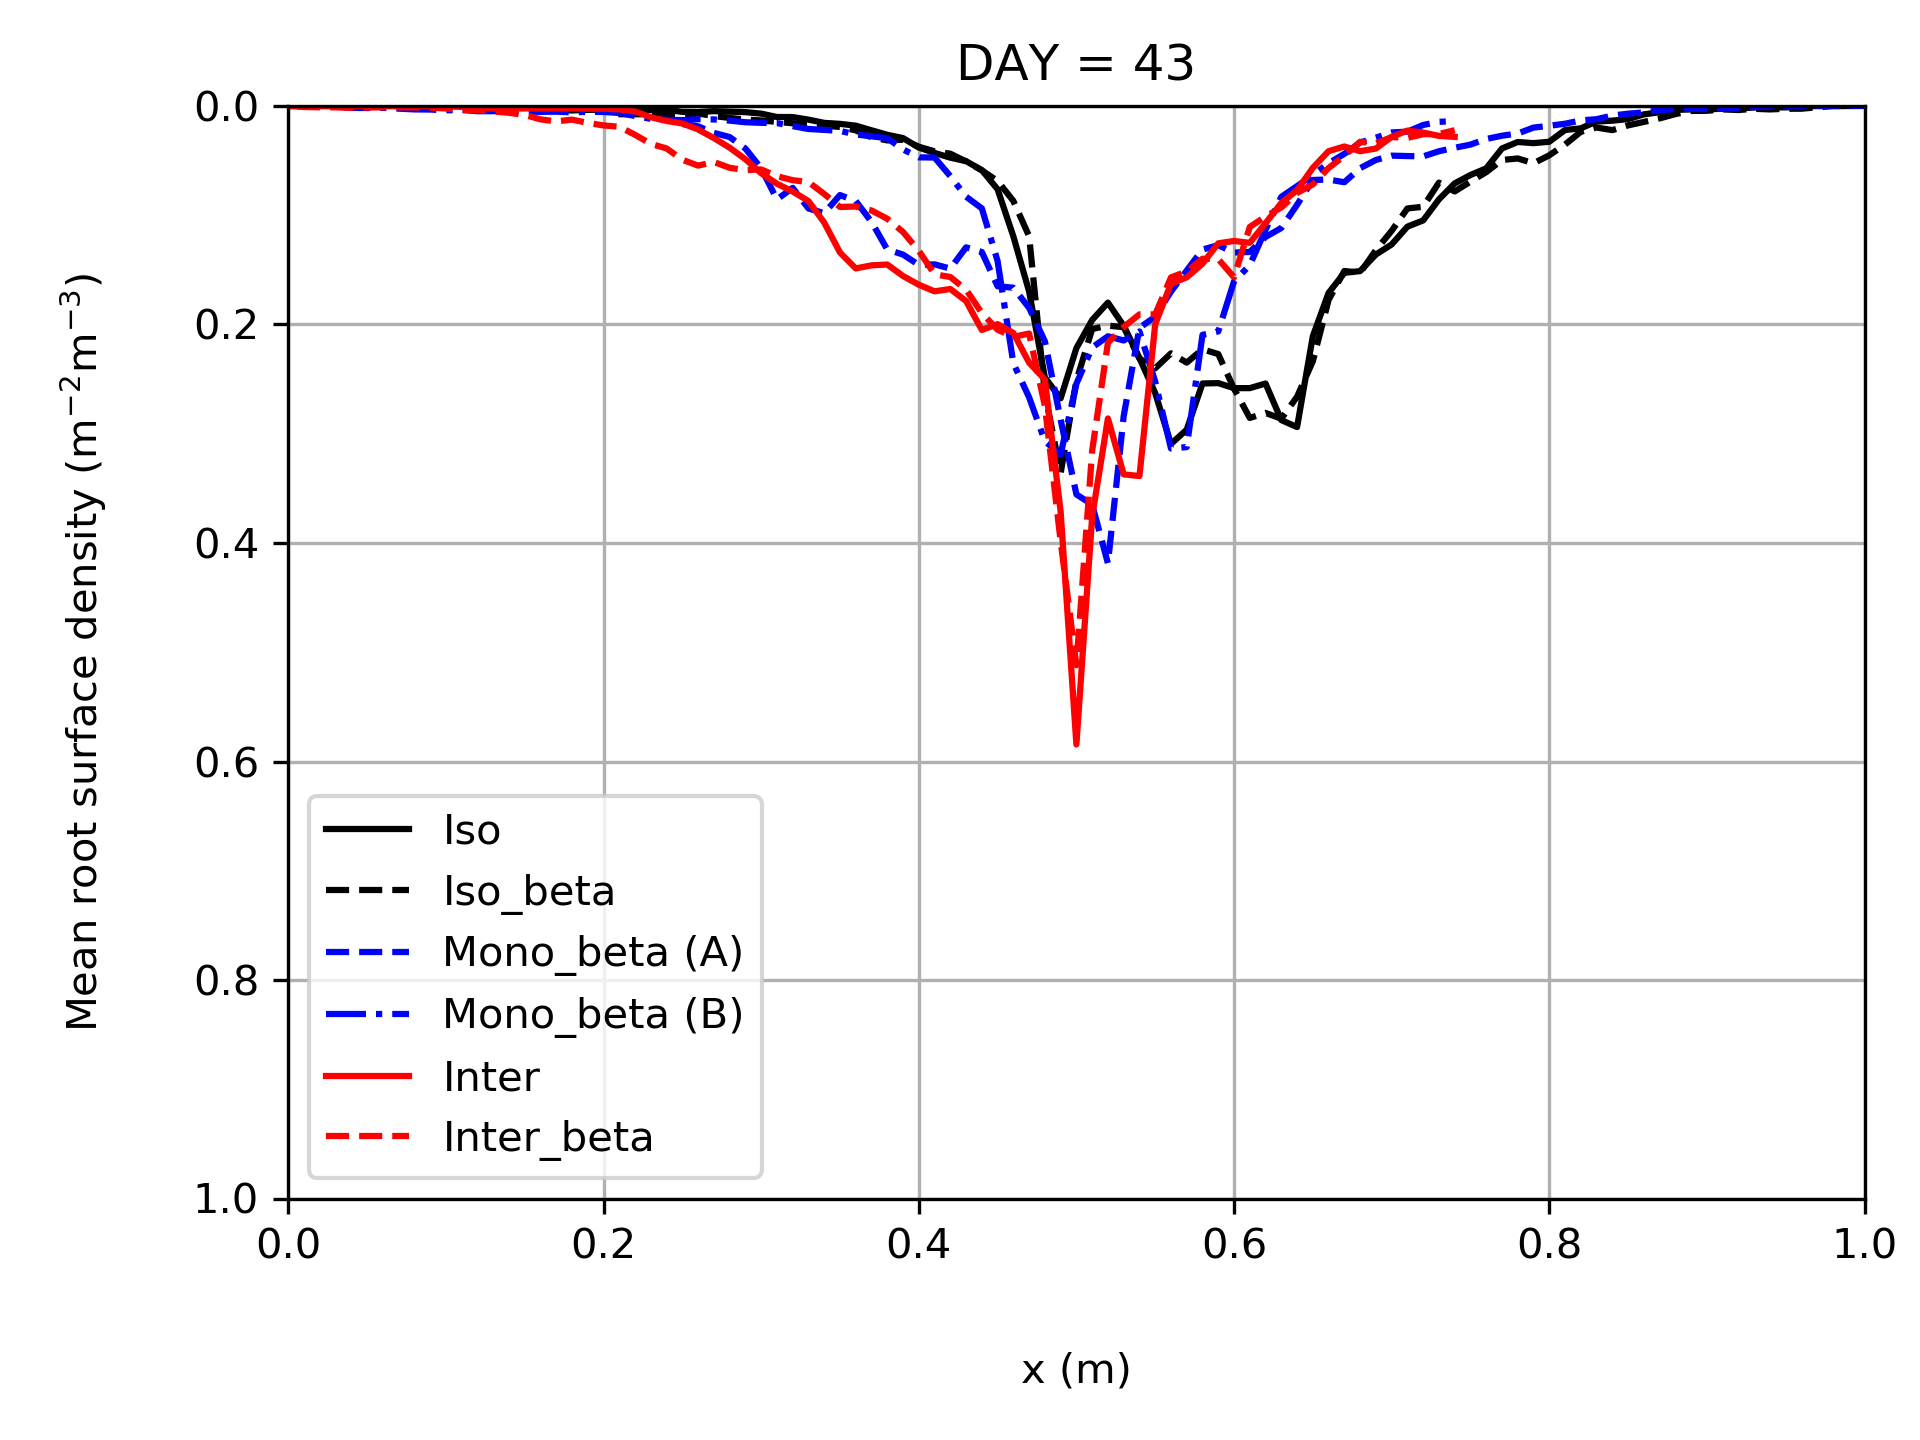 DAY = 43
Mean root surface density (m⁻²m⁻³)
0.0
0.2
0.4
0.6
0.8
1.0
Iso
Iso_beta
Mono_beta (A)
Mono_beta (B)
Inter
Inter_beta
0.0 0.2 0.4 0.6 0.8 1.0
x (m)